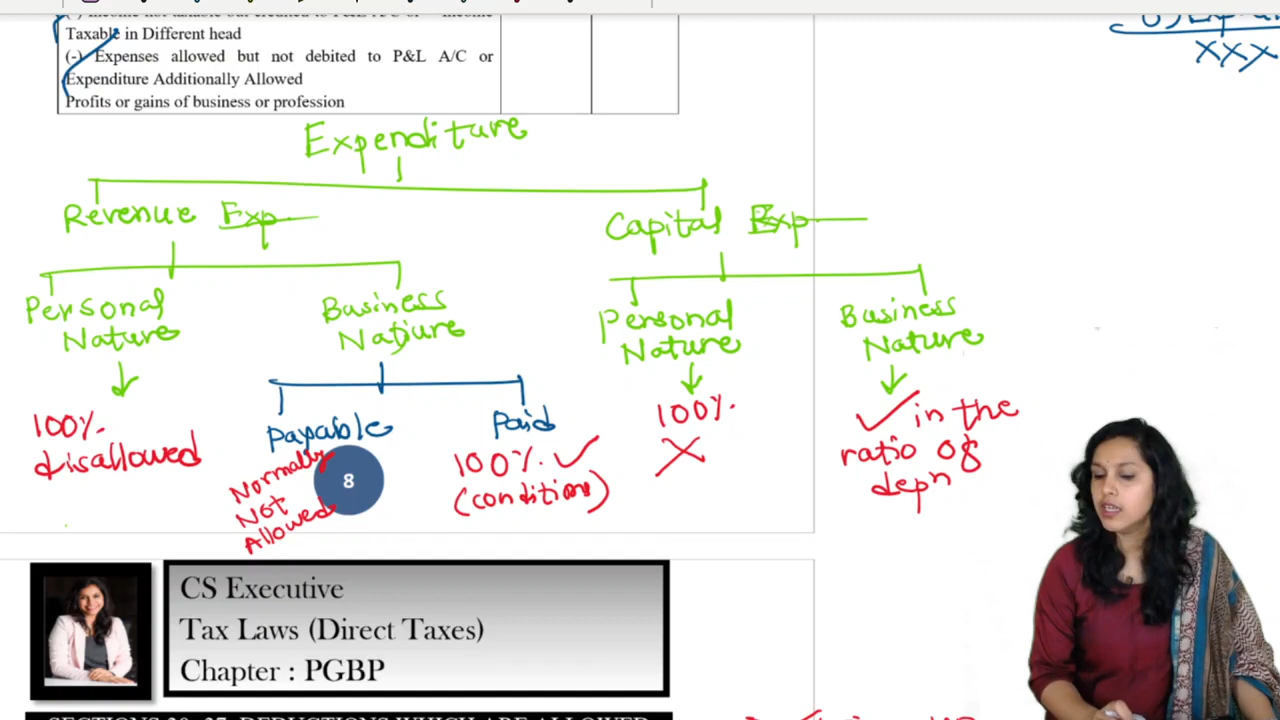 Taxable in Different head
(-) Expenses allowed but not debited to P&L A/C or
Expenditure Additionally Allowed
Profits or gains of business or profession
XXX
Expenditure
Revenue Exp
Capital Exp
Personal
Nature
Business
Nature
Personal
Nature
Business
Nature
100%.
disallowed
Payable
Normally
Not
Allowed
8
Paid
100%. ✓
(conditions)
100%.
X
✓ in the
ratio of
depn
CS Executive
Tax Laws (Direct Taxes)
Chapter : PGBP